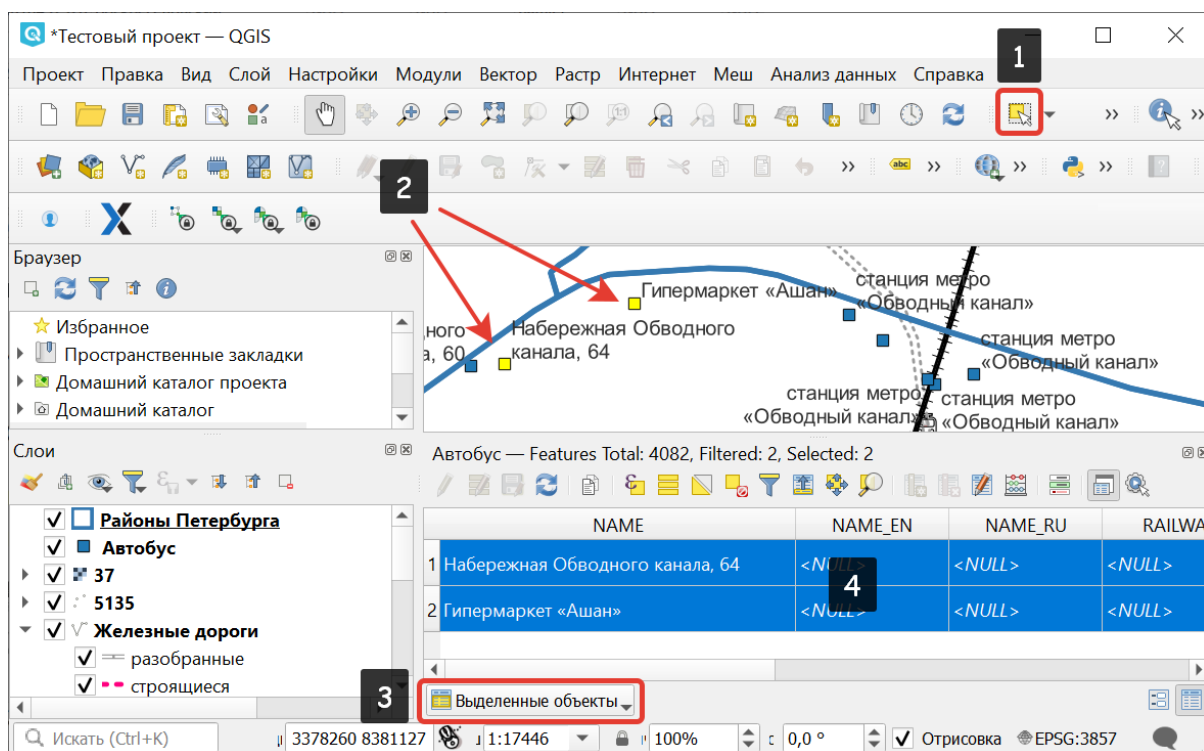 *Тестовый проект — QGIS
1
Проект Правка Вид Слой Настройки Модули Вектор Растр Интернет Меш Анализ данных Справка
abc
2
Браузер
Избранное
Пространственные закладки
Домашний каталог проекта
Домашний каталог
Гипермаркет «Ашан»
станция метро
«Обводный канал»
ного
а, 60
Набережная Обводного
канала, 64
станция метро
«Обводный канал»
станция метро
«Обводный канал»
станция метро
«Обводный канал»
Слои
Районы Петербурга
Автобус
37
5135
Железные дороги
разобранные
строящиеся
Автобус — Features Total: 4082, Filtered: 2, Selected: 2
NAME NAME_EN NAME_RU RAILWA
1 Набережная Обводного канала, 64 <NULL> <NULL> <NULL>
2 Гипермаркет «Ашан» <NULL> <NULL> <NULL>
4
3
Выделенные объекты
Искать (Ctrl+K) 3378260 8381127 1:17446 100% 0,0 ° Отрисовка EPSG:3857